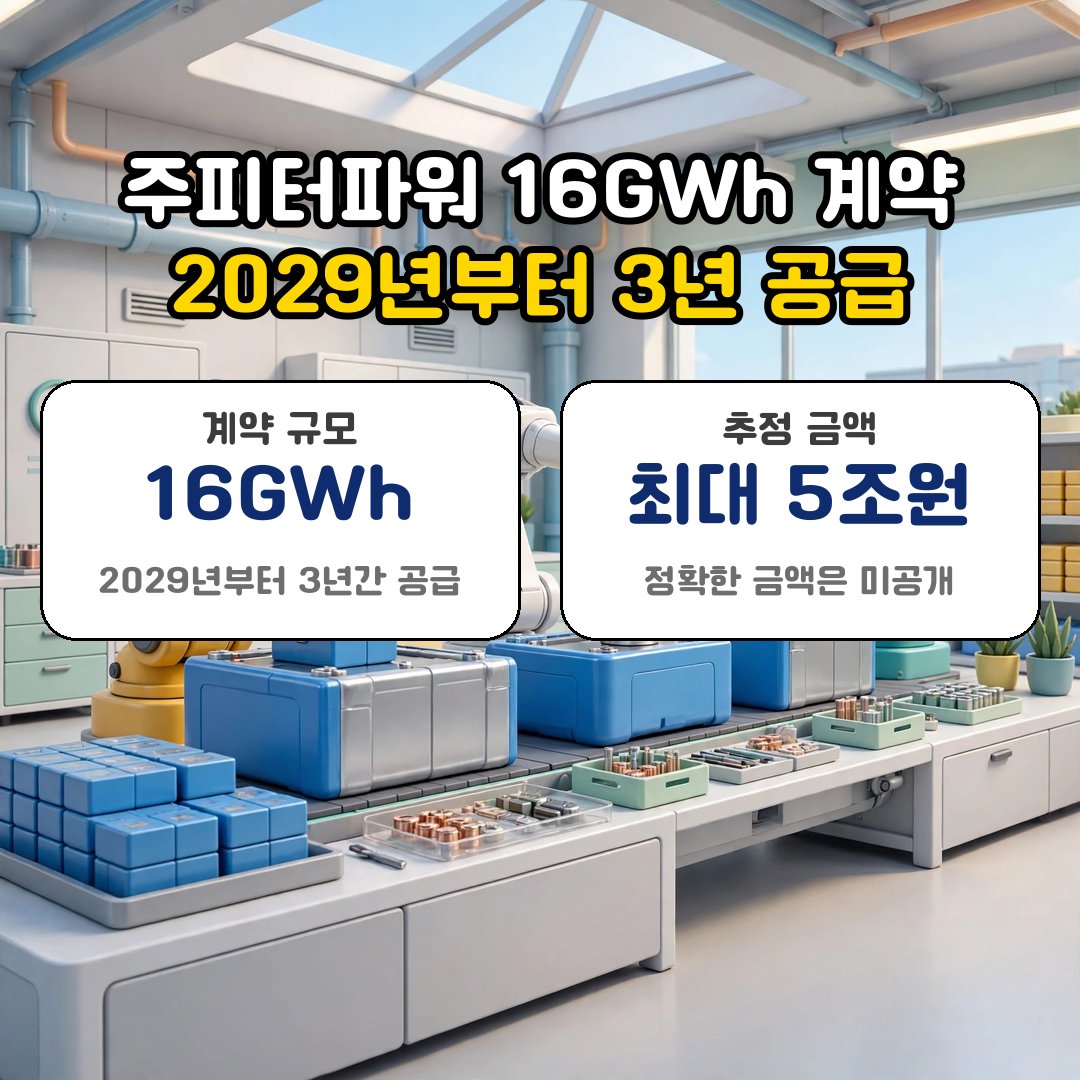 주피터파워 16GWh 계약
2029년부터 3년 공급
계약 규모
16GWh
2029년부터 3년간 공급
추정 금액
최대 5조원
정확한 금액은 미공개